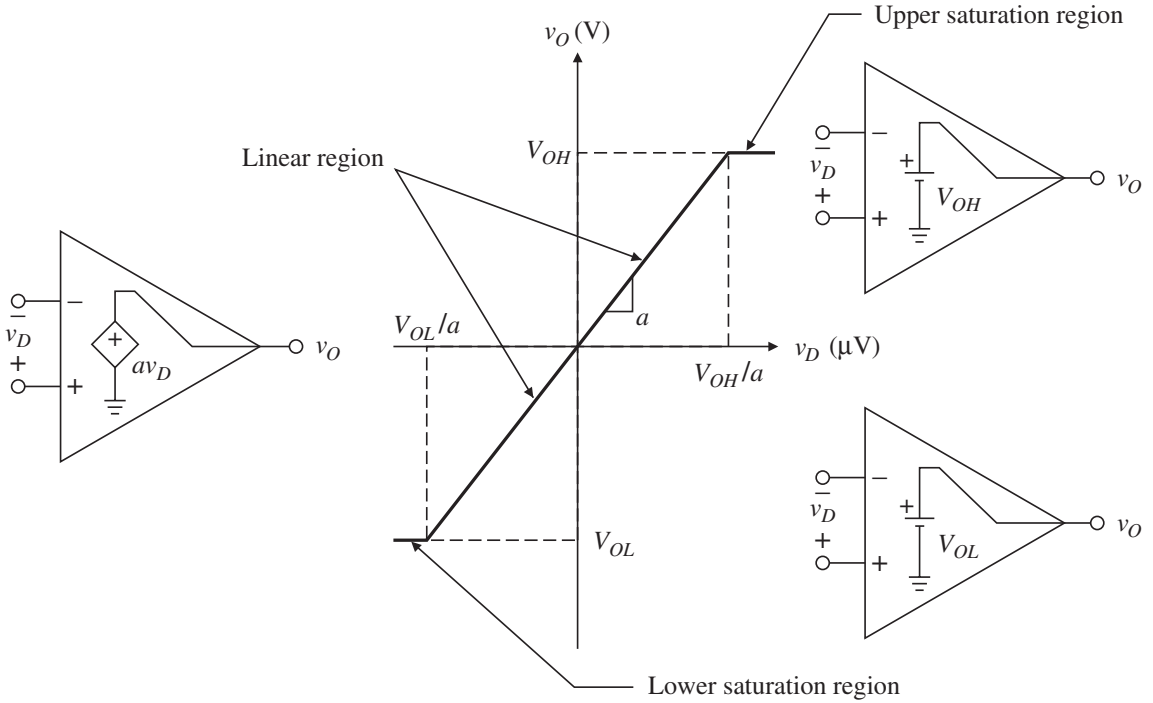 Upper saturation region
v_O (V)
−
v_D
+
−
+
+
V_OH
v_O
V_OH
Linear region
a
V_OL/a
v_D (μV)
V_OH/a
−
v_D
+
−
+
+
av_D
v_O
−
v_D
+
−
+
+
V_OL
v_O
V_OL
Lower saturation region